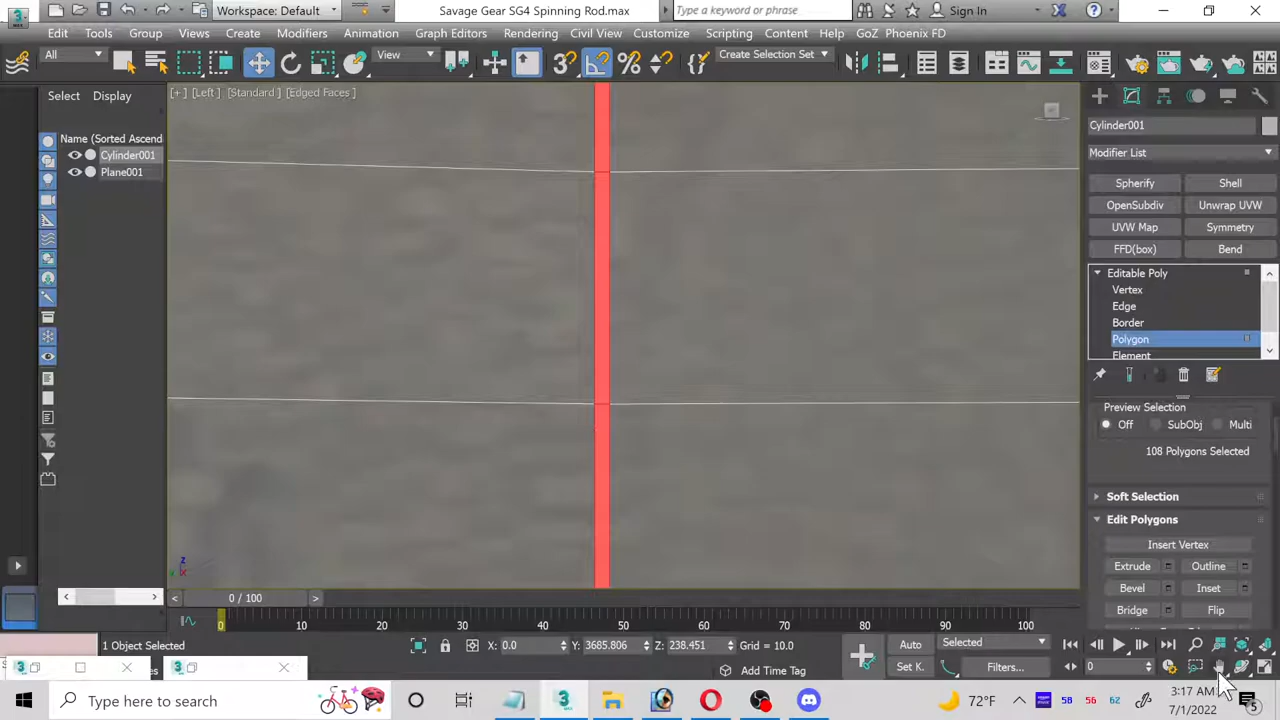 Workspace: Default
Savage Gear SG4 Spinning Rod.max
Type a keyword or phrase
Sign In
Edit Tools Group Views Create Modifiers Animation Graph Editors Rendering Civil View Customize Scripting Content Help GoZ Phoenix FD
All
View
Create Selection Set
Select Display
[+] [Left] [Standard] [Edged Faces]
Name (Sorted Ascend
Cylinder001
Plane001
Cylinder001
Modifier List
Spherify Shell
OpenSubdiv Unwrap UVW
UVW Map Symmetry
FFD(box) Bend
Editable Poly
Vertex
Edge
Border
Polygon
Element
Preview Selection
Off SubObj Multi
108 Polygons Selected
Soft Selection
Edit Polygons
Insert Vertex
Extrude Outline
Bevel Inset
Bridge Flip
z
0 / 100
0 10 20 30 40 50 60 70 80 90 100
1 Object Selected
X: 0.0 Y: 3685.806 Z: 238.451 Grid = 10.0
Auto Selected
Add Time Tag
Set K. Filters... 0
Type here to search
72°F 58 56 62
3:17 AM
7/1/2022
5